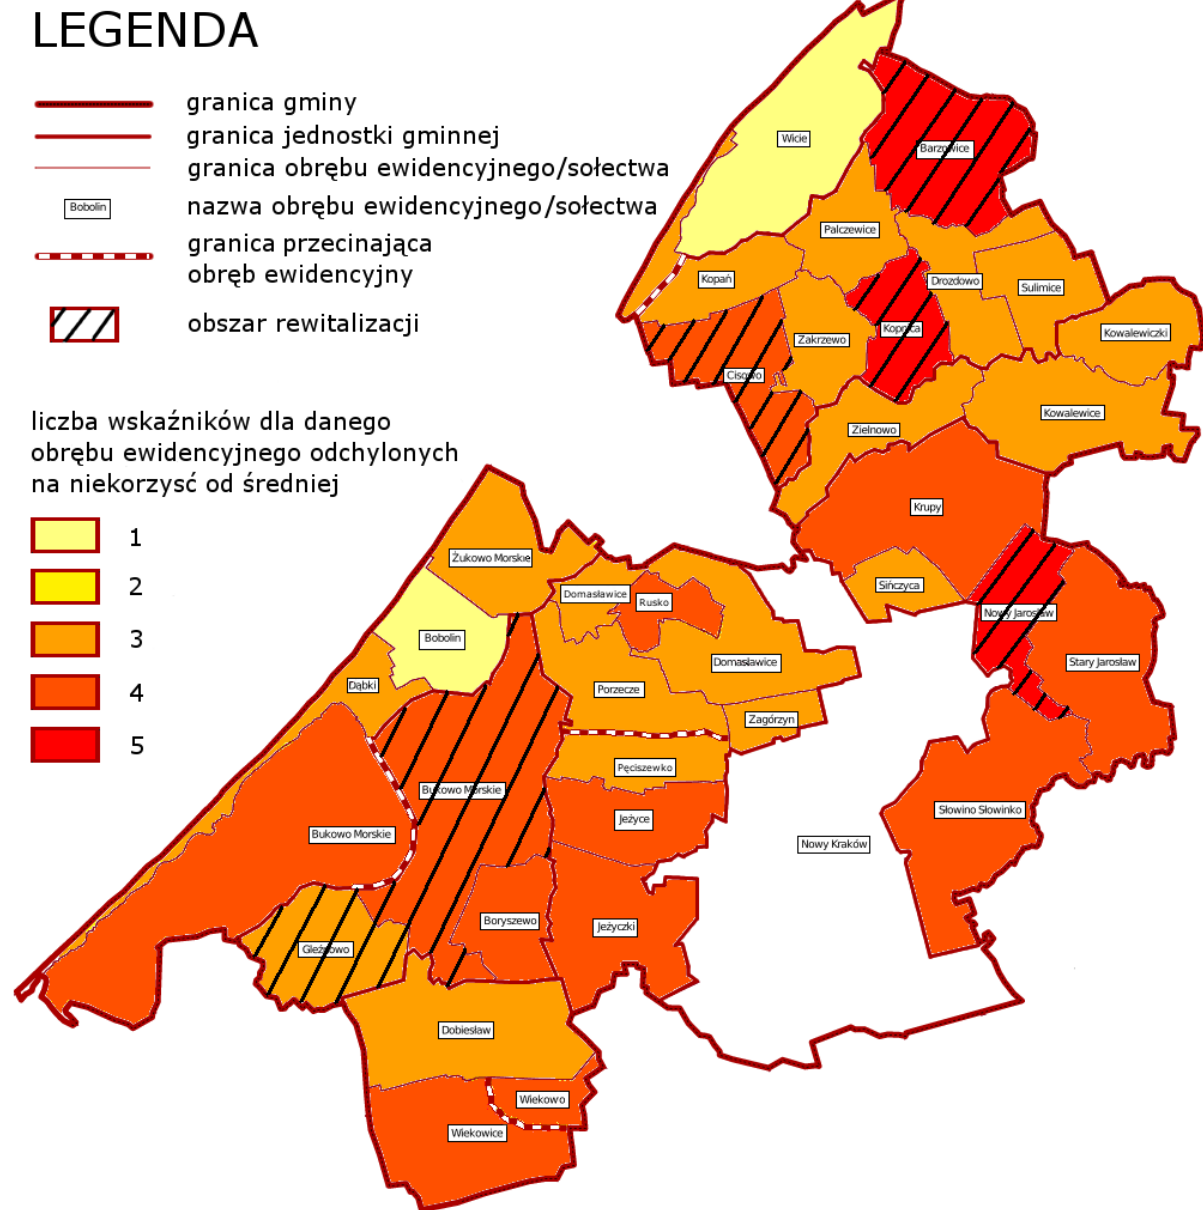 LEGENDA
granica gminy
granica jednostki gminnej
granica obrębu ewidencyjnego/sołectwa
Bobolin
nazwa obrębu ewidencyjnego/sołectwa
granica przecinająca
obręb ewidencyjny
obszar rewitalizacji
liczba wskaźników dla danego
obrębu ewidencyjnego odchylonych
na niekorzyść od średniej
1
2
3
4
5
Wicie
Barzowice
Palczewice
Kopań
Drozdowo
Sulimice
Kopnica
Kowalewiczki
Zakrzewo
Cisowo
Kowalewice
Zielnowo
Krupy
Sińczyca
Nowy Jarosław
Stary Jarosław
Żukowo Morskie
Domasławice
Rusko
Bobolin
Domasławice
Dąbki
Porzecze
Zagórzyn
Pęciszewko
Bukowo Morskie
Jeżyce
Słowino Słowinko
Bukowo Morskie
Nowy Kraków
Boryszewo
Jeżyczki
Gleźnowo
Dobiesław
Wiekowo
Wiekowice